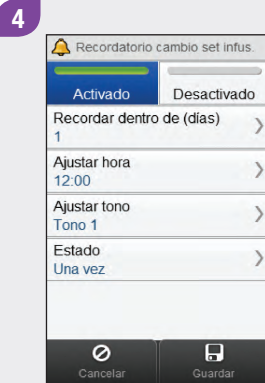 4
Recordatorio cambio set infus.
Activado Desactivado
Recordar dentro de (días)
1
Ajustar hora
12:00
Ajustar tono
Tono 1
Estado
Una vez
Cancelar Guardar